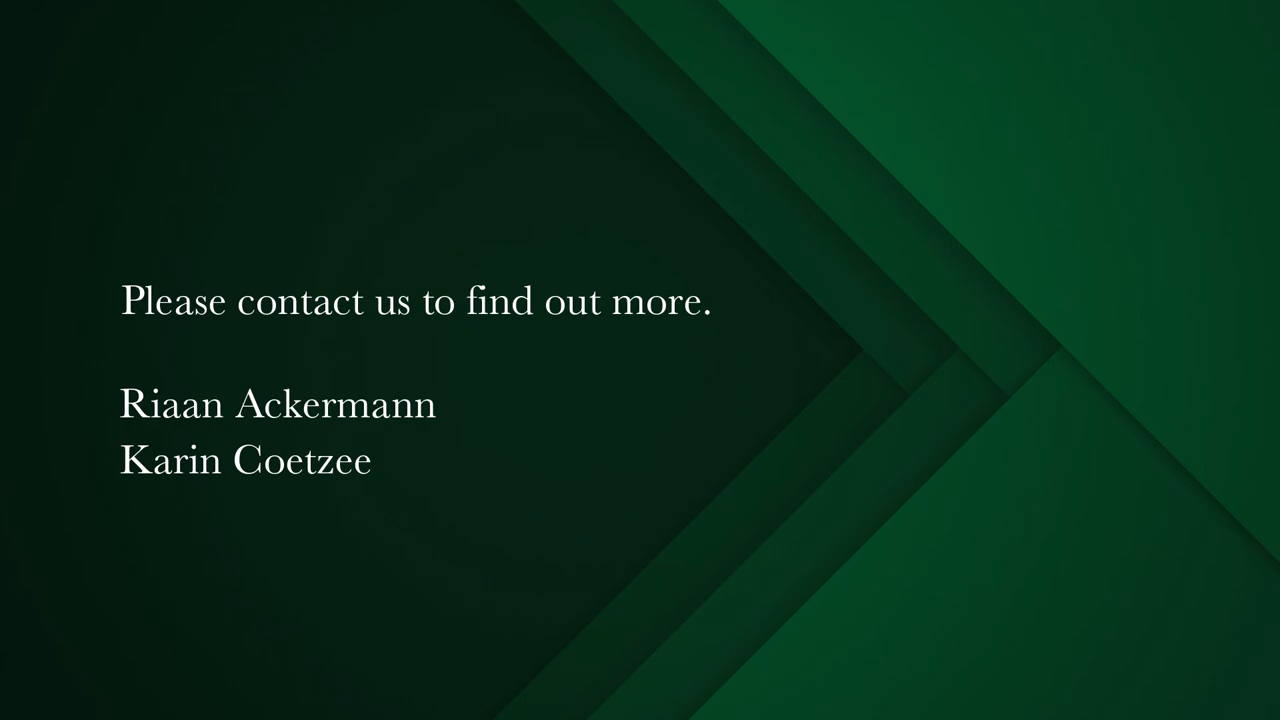 Please contact us to find out more.
Riaan Ackermann
Karin Coetzee